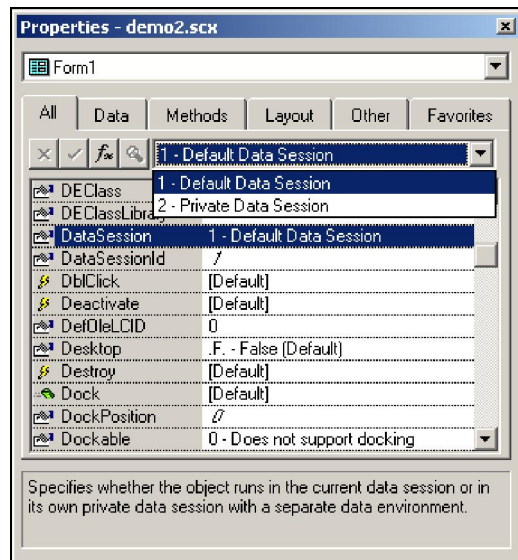 Properties - demo2.scx
Form1
All Data Methods Layout Other Favorites
1 - Default Data Session
1 - Default Data Session
2 - Private Data Session
DEClass
DEClassLibrary
DataSession 1 - Default Data Session
DataSessionId 1
DblClick [Default]
Deactivate [Default]
DefOleLCID 0
Desktop .F. - False (Default)
Destroy [Default]
Dock [Default]
DockPosition 0
Dockable 0 - Does not support docking
Specifies whether the object runs in the current data session or in
its own private data session with a separate data environment.